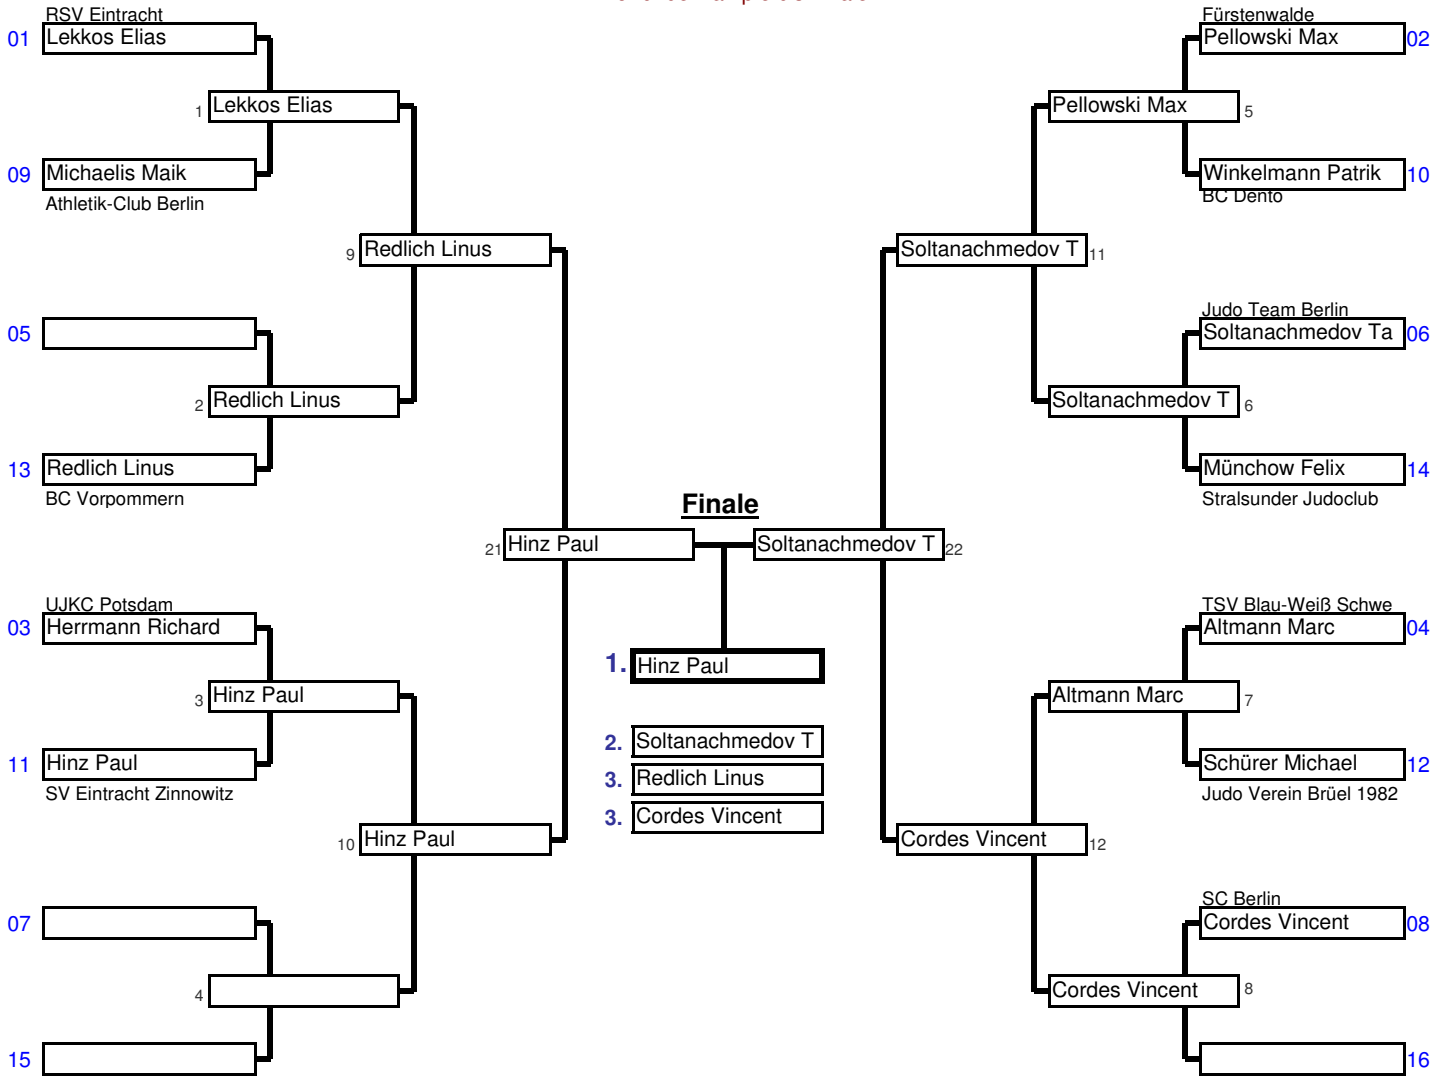 RSV Eintracht
01 Lekkos Elias
1 Lekkos Elias
09 Michaelis Maik
Athletik-Club Berlin
9 Redlich Linus
05
2 Redlich Linus
13 Redlich Linus
BC Vorpommern
21 Hinz Paul
UJKC Potsdam
03 Herrmann Richard
3 Hinz Paul
11 Hinz Paul
SV Eintracht Zinnowitz
10 Hinz Paul
07
4
15
Finale
1. Hinz Paul
2. Soltanachmedov T
3. Redlich Linus
3. Cordes Vincent
Fürstenwalde
Pellowski Max 02
Pellowski Max 5
Winkelmann Patrik 10
BC Dento
Soltanachmedov T 11
Judo Team Berlin
Soltanachmedov Ta 06
Soltanachmedov T 6
Münchow Felix 14
Stralsunder Judoclub
Soltanachmedov T 22
TSV Blau-Weiß Schwe
Altmann Marc 04
Altmann Marc 7
Schürer Michael 12
Judo Verein Brüel 1982
Cordes Vincent 12
SC Berlin
Cordes Vincent 08
Cordes Vincent 8
16